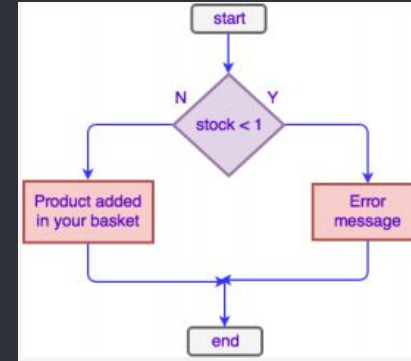 start
N
Y
stock < 1
Product added
in your basket
Error
message
end